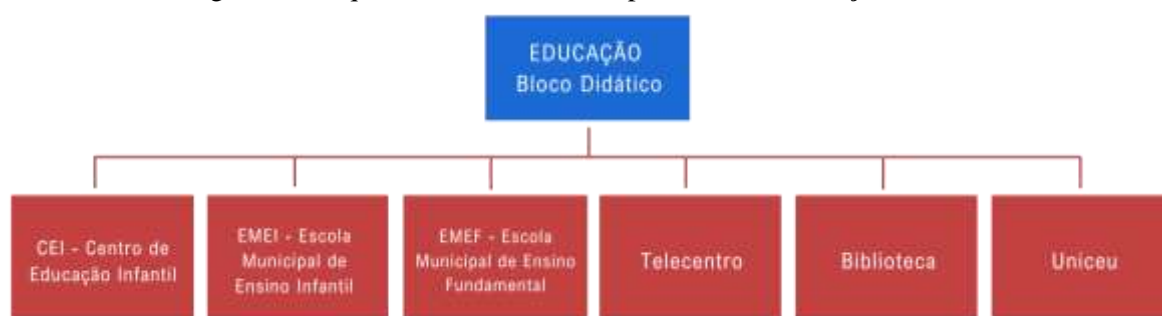 EDUCAÇÃO
Bloco Didático
CEI - Centro de
Educação Infantil
EMEI - Escola
Municipal de
Ensino Infantil
EMEF - Escola
Municipal de Ensino
Fundamental
Telecentro
Biblioteca
Uniceu